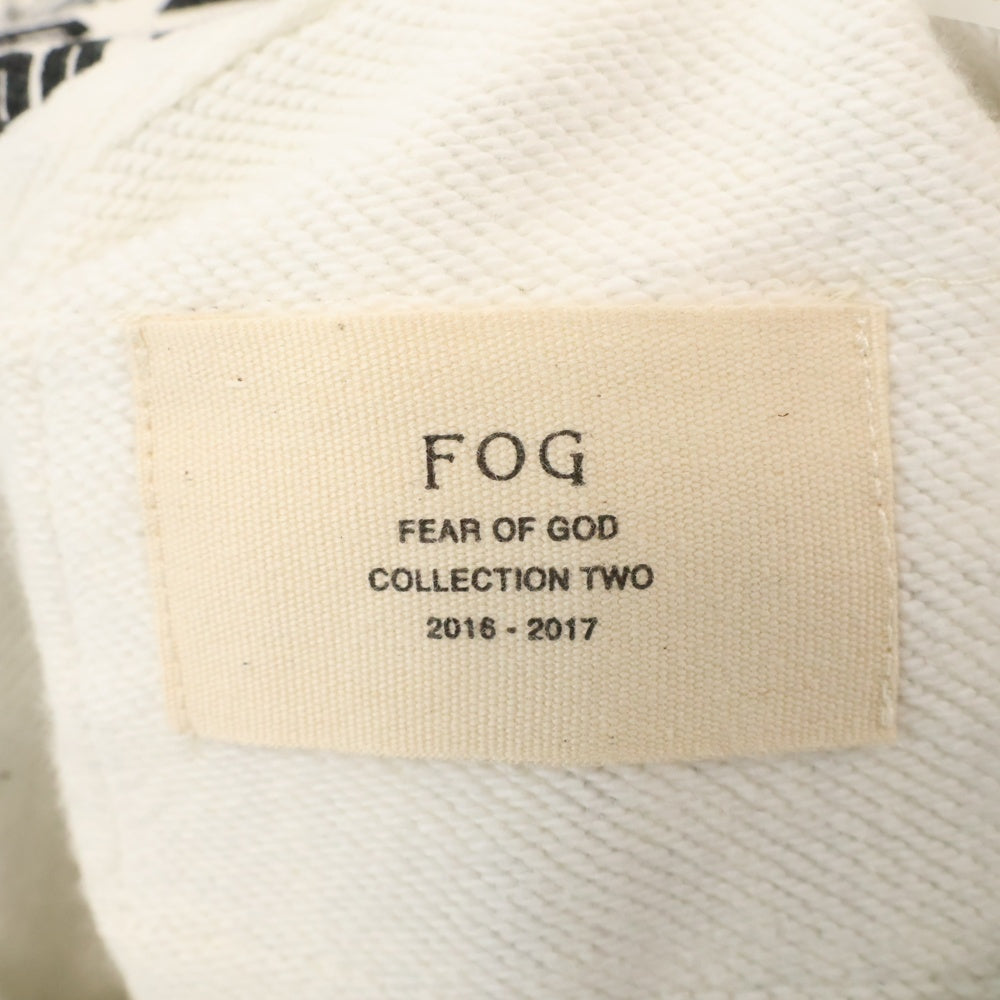 FOG
FEAR OF GOD
COLLECTION TWO
2016 - 2017